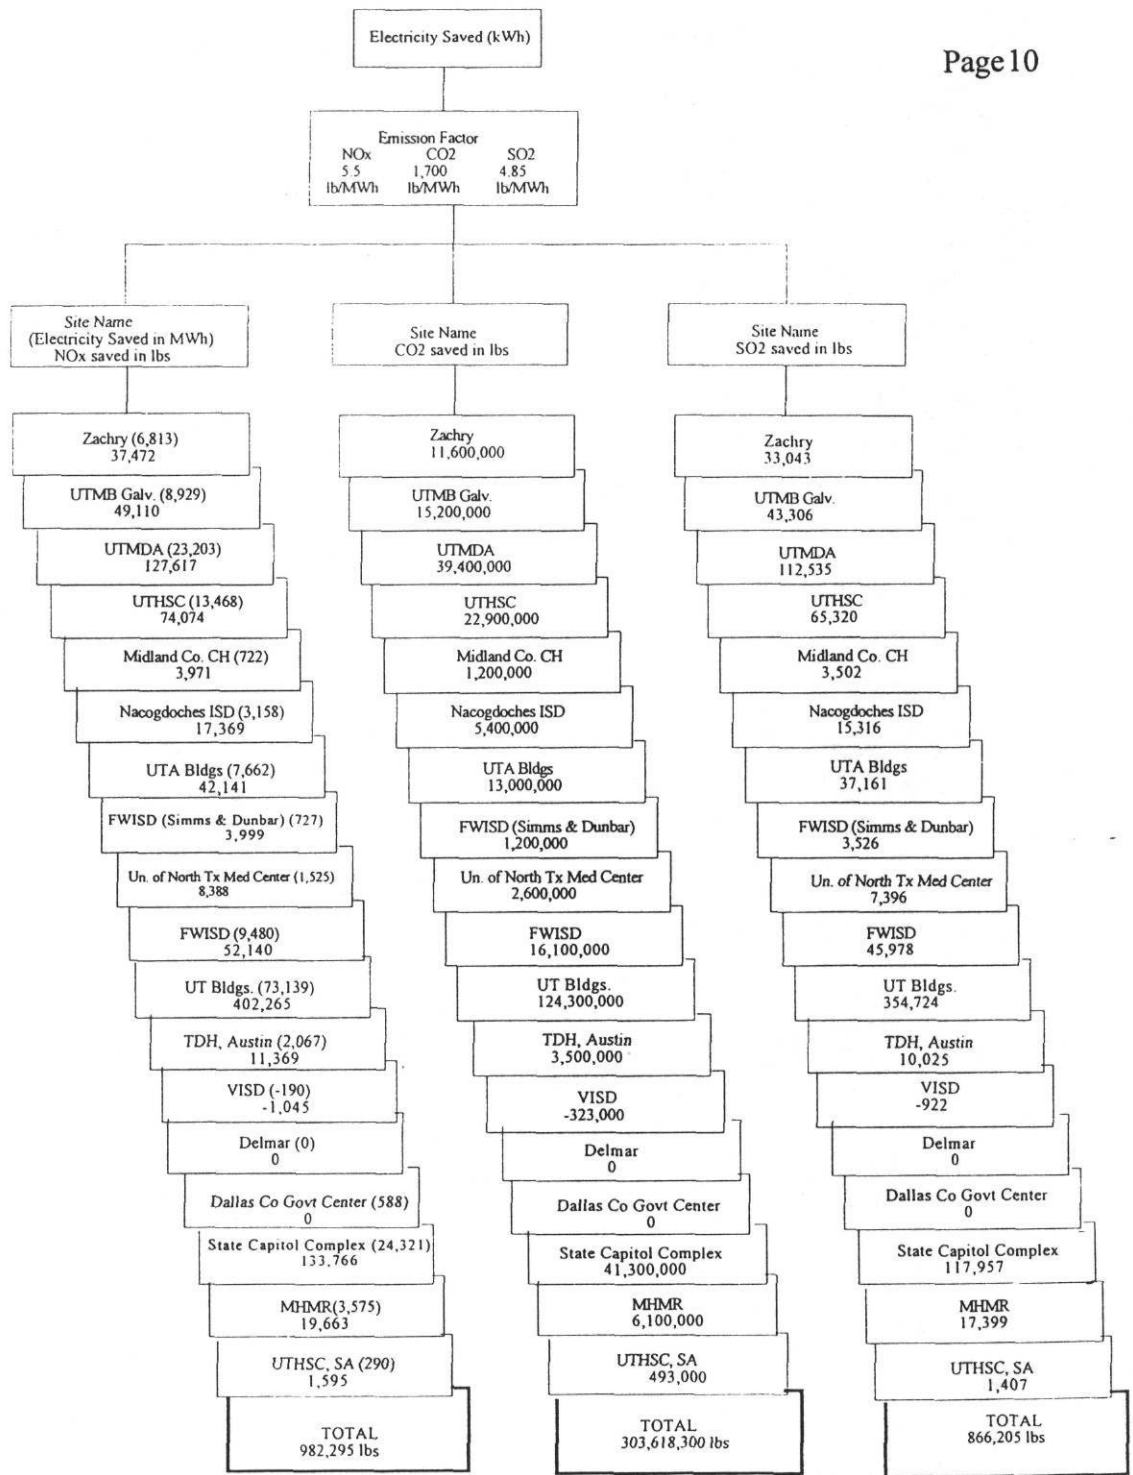 Page 10
Electricity Saved (kWh)
Emission Factor
NOx CO2 SO2
5.5 1,700 4.85
lb/MWh lb/MWh lb/MWh
Site Name
(Electricity Saved in MWh)
NOx saved in lbs
Site Name
CO2 saved in lbs
Site Name
SO2 saved in lbs
Zachry (6,813)
37,472
UTMB Galv. (8,929)
49,110
UTMDA (23,203)
127,617
UTHSC (13,468)
74,074
Midland Co. CH (722)
3,971
Nacogdoches ISD (3,158)
17,369
UTA Bldgs (7,662)
42,141
FWISD (Simms & Dunbar) (727)
3,999
Un. of North Tx Med Center (1,525)
8,388
FWISD (9,480)
52,140
UT Bldgs. (73,139)
402,265
TDH, Austin (2,067)
11,369
VISD (-190)
-1,045
Delmar (0)
0
Dallas Co Govt Center (588)
0
State Capitol Complex (24,321)
133,766
MHMR(3,575)
19,663
UTHSC, SA (290)
1,595
TOTAL
982,295 lbs
Zachry
11,600,000
UTMB Galv.
15,200,000
UTMDA
39,400,000
UTHSC
22,900,000
Midland Co. CH
1,200,000
Nacogdoches ISD
5,400,000
UTA Bldgs
13,000,000
FWISD (Simms & Dunbar)
1,200,000
Un. of North Tx Med Center
2,600,000
FWISD
16,100,000
UT Bldgs.
124,300,000
TDH, Austin
3,500,000
VISD
-323,000
Delmar
0
Dallas Co Govt Center
0
State Capitol Complex
41,300,000
MHMR
6,100,000
UTHSC, SA
493,000
TOTAL
303,618,300 lbs
Zachry
33,043
UTMB Galv.
43,306
UTMDA
112,535
UTHSC
65,320
Midland Co. CH
3,502
Nacogdoches ISD
15,316
UTA Bldgs
37,161
FWISD (Simms & Dunbar)
3,526
Un. of North Tx Med Center
7,396
FWISD
45,978
UT Bldgs.
354,724
TDH, Austin
10,025
VISD
-922
Delmar
0
Dallas Co Govt Center
0
State Capitol Complex
117,957
MHMR
17,399
UTHSC, SA
1,407
TOTAL
866,205 lbs